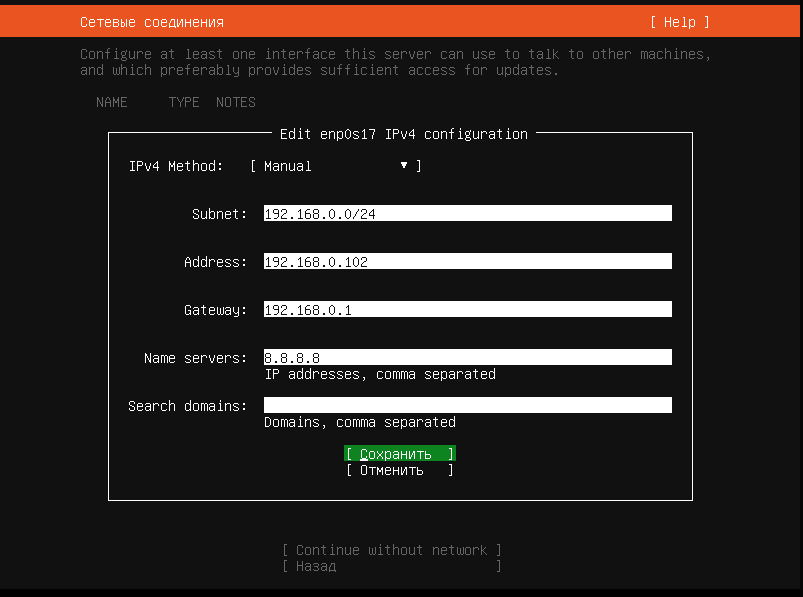 Сетевые соединения [ Help ]
Configure at least one interface this server can use to talk to other machines,
and which preferably provides sufficient access for updates.
NAME TYPE NOTES
Edit enp0s17 IPv4 configuration
IPv4 Method: [ Manual ▾ ]
Subnet: 192.168.0.0/24
Address: 192.168.0.102
Gateway: 192.168.0.1
Name servers: 8.8.8.8
IP addresses, comma separated
Search domains:
Domains, comma separated
[ Сохранить ]
[ Отменить ]
[ Continue without network ]
[ Назад ]